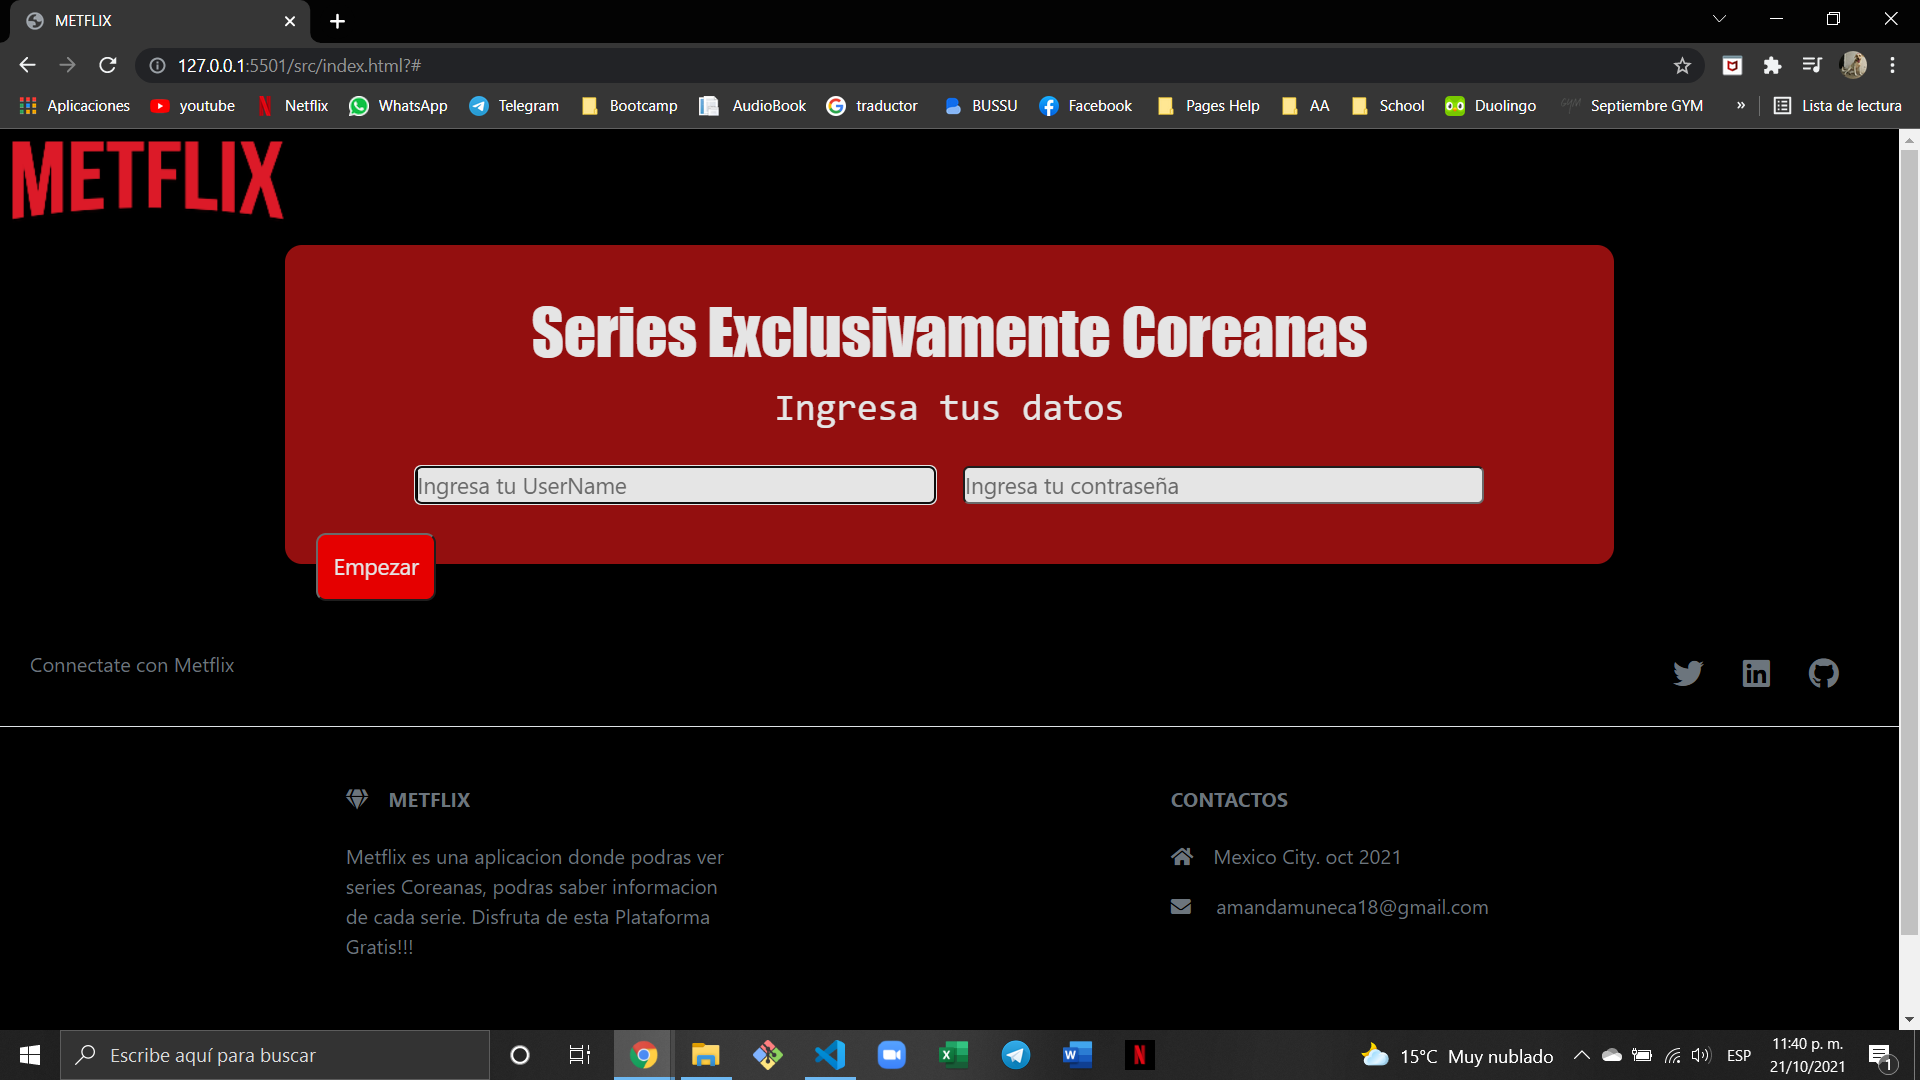 METFLIX
127.0.0.1:5501/src/index.html?#
Aplicaciones youtube Netflix WhatsApp Telegram Bootcamp AudioBook traductor BUSSU Facebook Pages Help AA School Duolingo GYM Septiembre GYM » Lista de lectura
METFLIX
Series Exclusivamente Coreanas
Ingresa tus datos
Ingresa tu UserName Ingresa tu contraseña
Empezar
Connectate con Metflix
METFLIX
Metflix es una aplicacion donde podras ver
series Coreanas, podras saber informacion
de cada serie. Disfruta de esta Plataforma
Gratis!!!
CONTACTOS
Mexico City. oct 2021
amandamuneca18@gmail.com
Escribe aquí para buscar
15°C Muy nublado
ESP
11:40 p. m.
21/10/2021
1